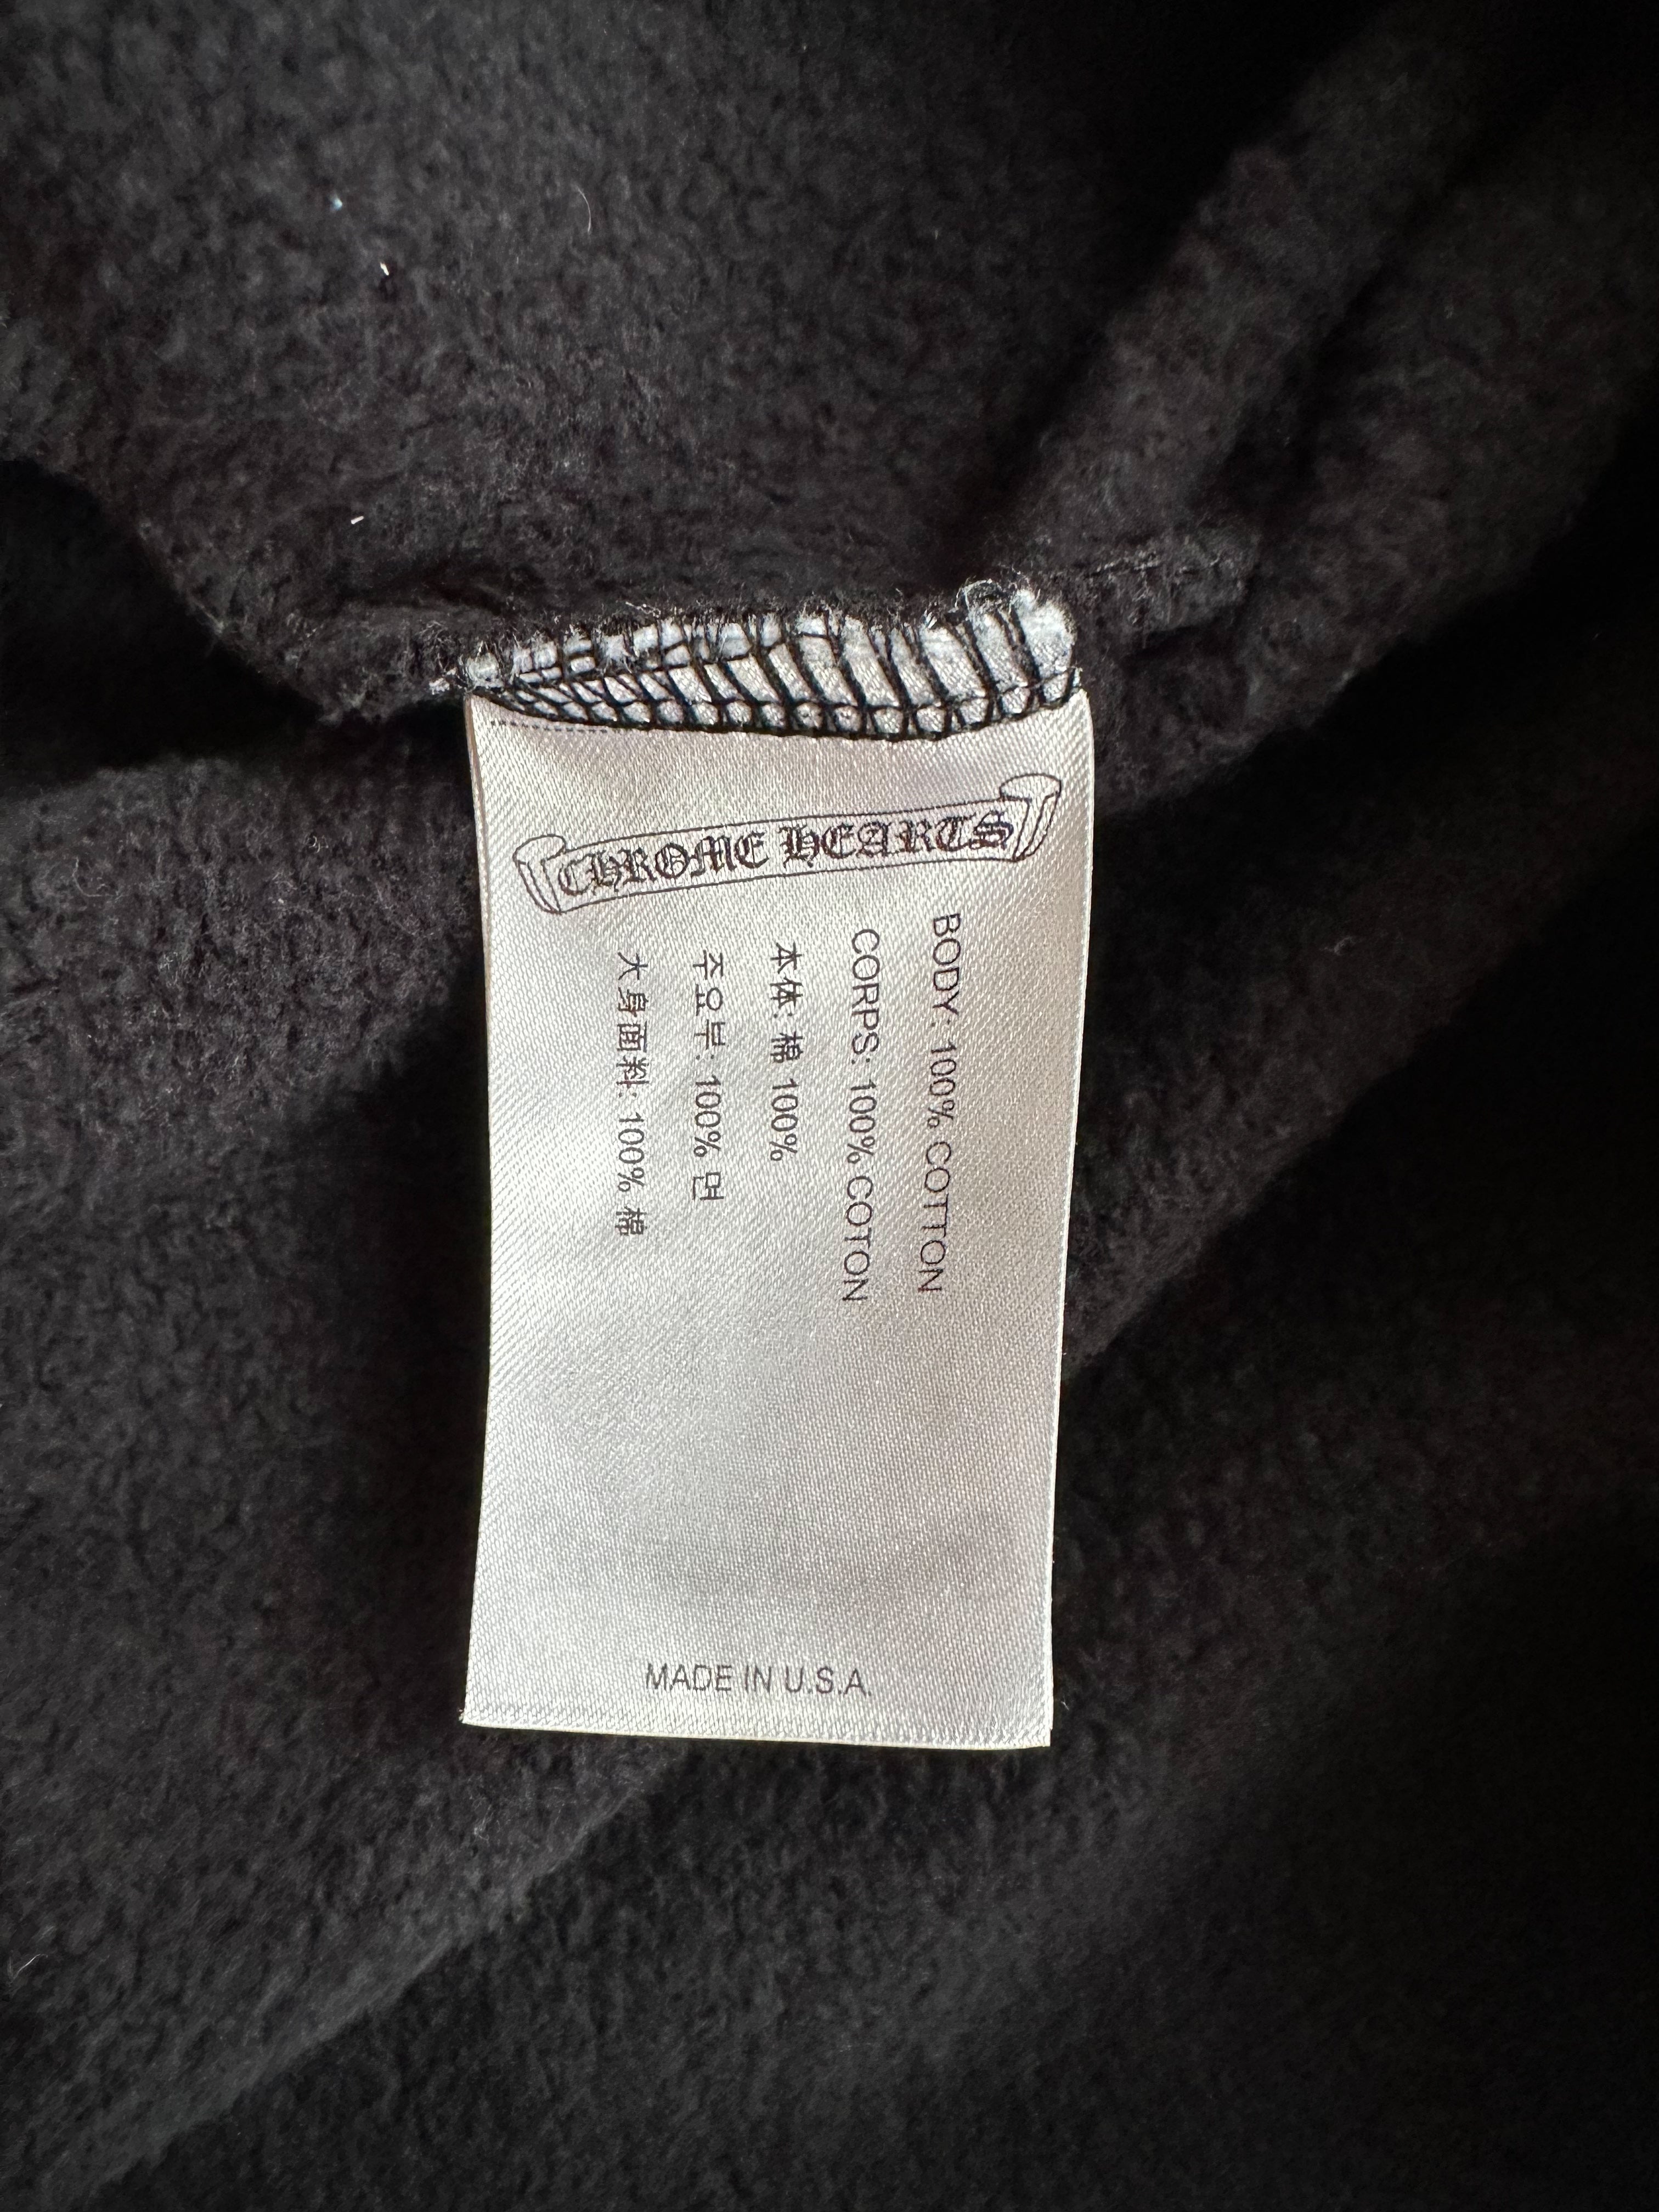 CHROME HEARTS
BODY: 100% COTTON
CORPS: 100% COTON
本体: 棉 100%
주요부: 100% 면
大身面料: 100% 棉
MADE IN U.S.A.